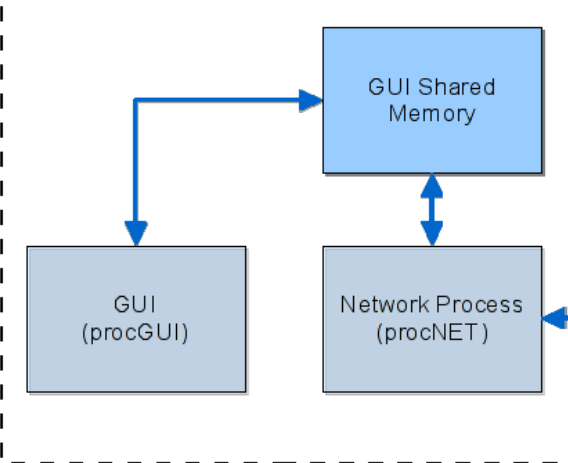 GUI Shared
Memory
GUI
(procGUI)
Network Process
(procNET)